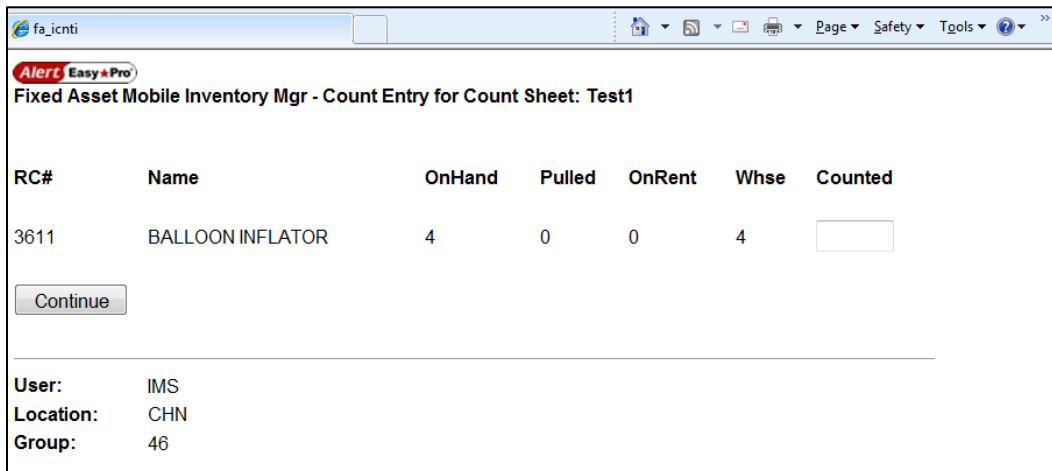 fa_icnti
Page Safety Tools
Alert Easy★Pro
Fixed Asset Mobile Inventory Mgr - Count Entry for Count Sheet: Test1
RC# Name OnHand Pulled OnRent Whse Counted
3611 BALLOON INFLATOR 4 0 0 4
Continue
User: IMS
Location: CHN
Group: 46